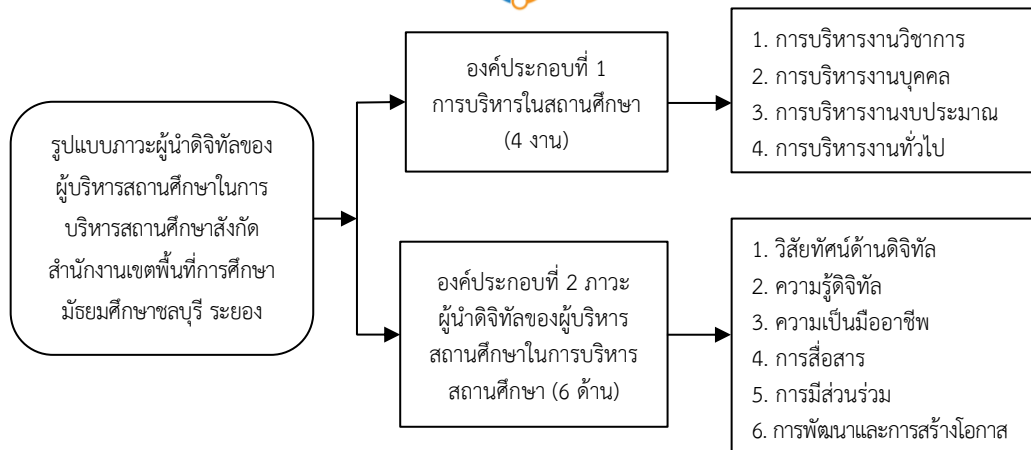 รูปแบบภาวะผู้นำดิจิทัลของ
ผู้บริหารสถานศึกษาในการ
บริหารสถานศึกษาสังกัด
สำนักงานเขตพื้นที่การศึกษา
มัธยมศึกษาชลบุรี ระยอง
องค์ประกอบที่ 1
การบริหารในสถานศึกษา
(4 งาน)
1. การบริหารงานวิชาการ
2. การบริหารงานบุคคล
3. การบริหารงานงบประมาณ
4. การบริหารงานทั่วไป
องค์ประกอบที่ 2 ภาวะ
ผู้นำดิจิทัลของผู้บริหาร
สถานศึกษาในการบริหาร
สถานศึกษา (6 ด้าน)
1. วิสัยทัศน์ด้านดิจิทัล
2. ความรู้ดิจิทัล
3. ความเป็นมืออาชีพ
4. การสื่อสาร
5. การมีส่วนร่วม
6. การพัฒนาและการสร้างโอกาส